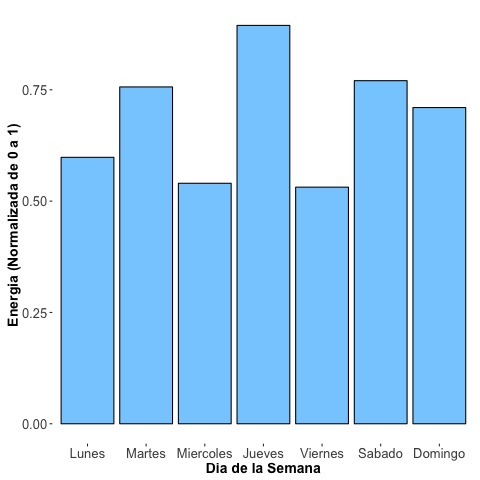 Energia (Normalizada de 0 a 1)
0.75
0.50
0.25
0.00
Lunes Martes Miercoles Jueves Viernes Sabado Domingo
Dia de la Semana